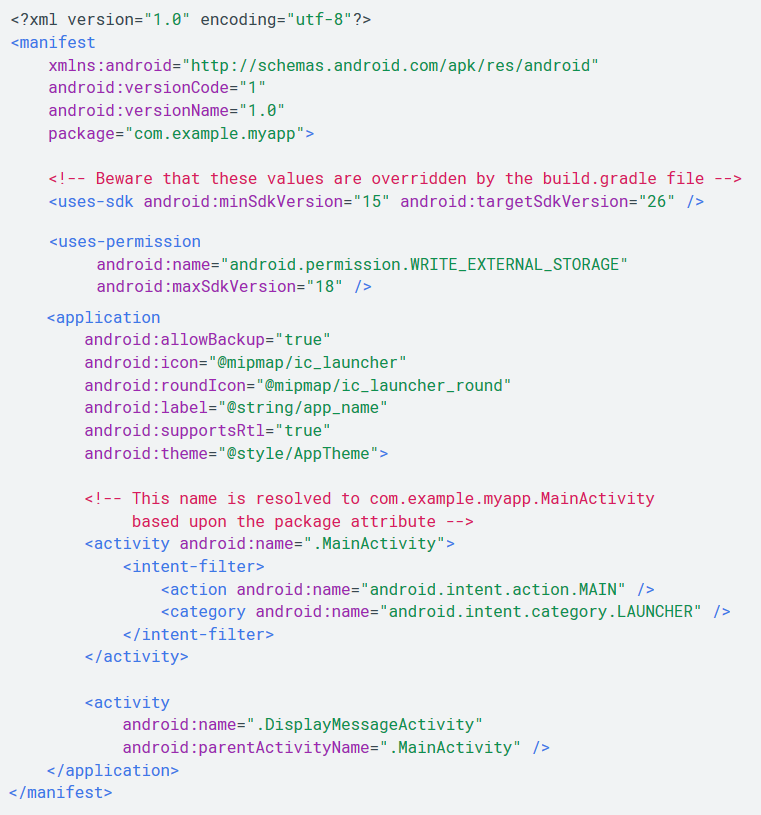 <?xml version="1.0" encoding="utf-8"?>
<manifest
    xmlns:android="http://schemas.android.com/apk/res/android"
    android:versionCode="1"
    android:versionName="1.0"
    package="com.example.myapp">

    <!-- Beware that these values are overridden by the build.gradle file -->
    <uses-sdk android:minSdkVersion="15" android:targetSdkVersion="26" />

    <uses-permission
         android:name="android.permission.WRITE_EXTERNAL_STORAGE"
         android:maxSdkVersion="18" />
    <application
        android:allowBackup="true"
        android:icon="@mipmap/ic_launcher"
        android:roundIcon="@mipmap/ic_launcher_round"
        android:label="@string/app_name"
        android:supportsRtl="true"
        android:theme="@style/AppTheme">

        <!-- This name is resolved to com.example.myapp.MainActivity
             based upon the package attribute -->
        <activity android:name=".MainActivity">
            <intent-filter>
                <action android:name="android.intent.action.MAIN" />
                <category android:name="android.intent.category.LAUNCHER" />
            </intent-filter>
        </activity>

        <activity
            android:name=".DisplayMessageActivity"
            android:parentActivityName=".MainActivity" />
    </application>
</manifest>